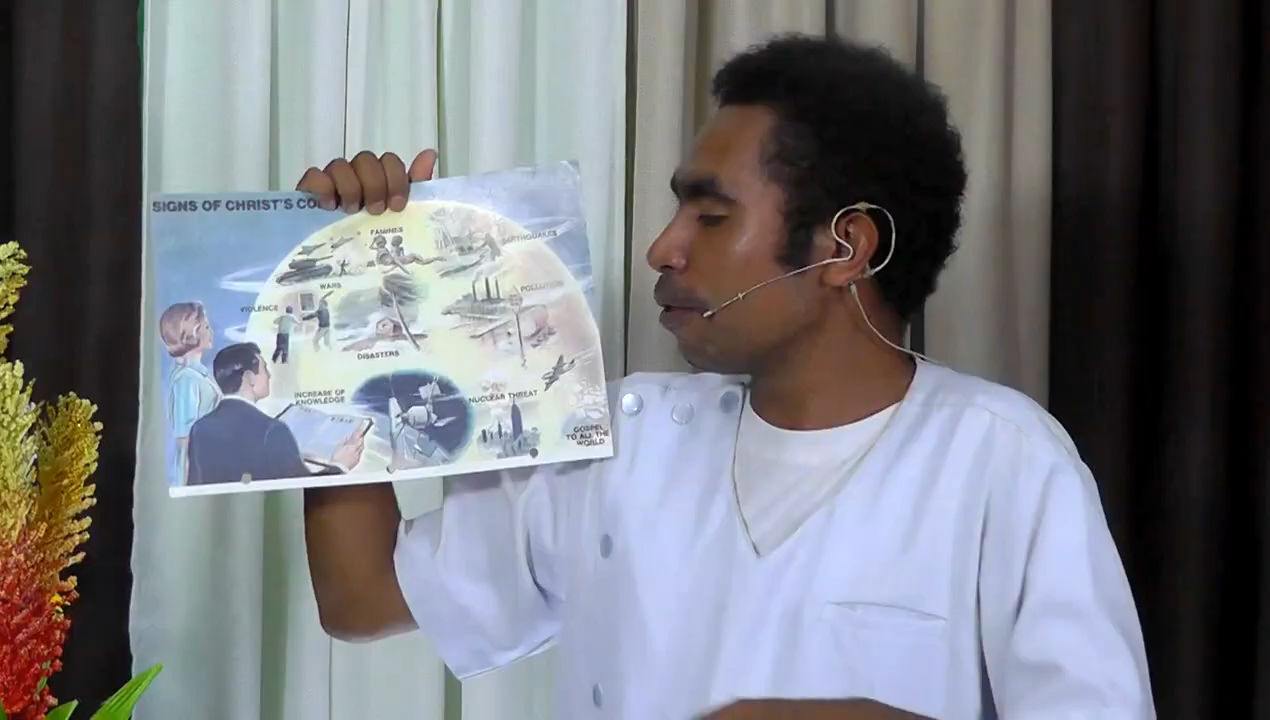 SIGNS OF CHRIST'S
FAMINES
EARTHQUAKES
WARS
POLLUTION
VIOLENCE
DISASTERS
INCREASE OF
KNOWLEDGE
NUCLEAR THREAT
BIBLE
GOSPEL
TO ALL THE
WORLD